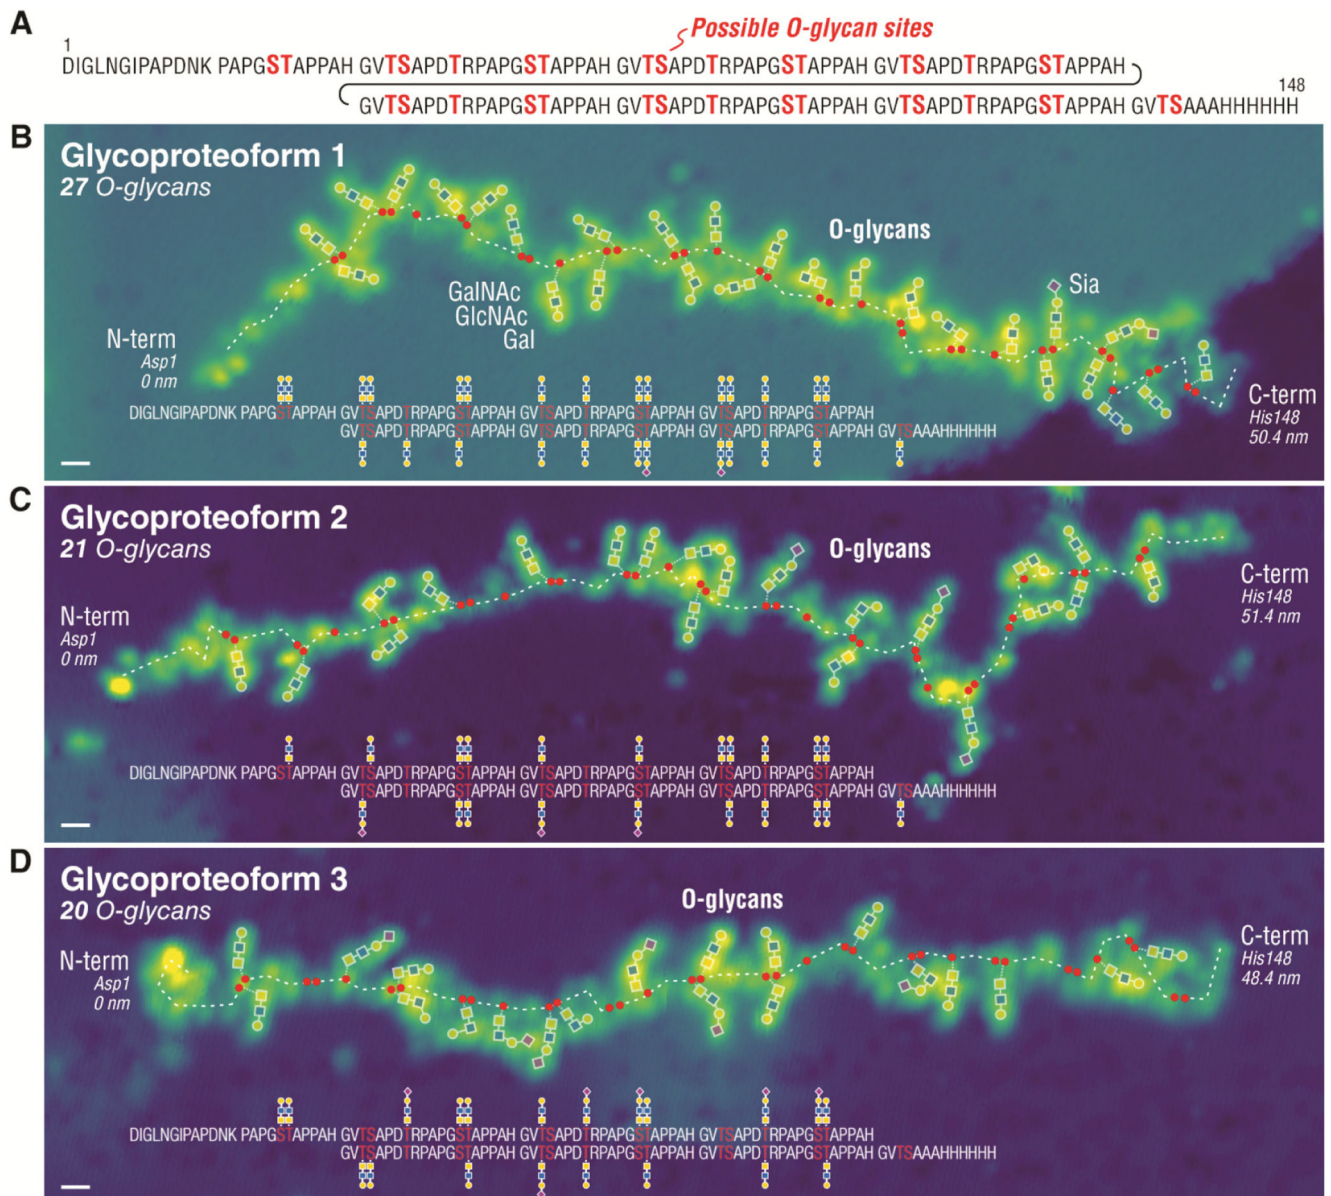 A
Possible O-glycan sites
1
DIGLNGIPAPDNK PAPGSTAPPAH GVTSAPDTRPAPGSTAPPAH GVTSAPDTRPAPGSTAPPAH GVTSAPDTRPAPGSTAPPAH
148
GVTSAPDTRPAPGSTAPPAH GVTSAPDTRPAPGSTAPPAH GVTSAPDTRPAPGSTAPPAH GVTSAAAHHHHHH
B
Glycoproteoform 1
27 O-glycans
O-glycans
GalNAc
GlcNAc
Gal
Sia
N-term
Asp1
0 nm
C-term
His148
50.4 nm
DIGLNGIPAPDNK PAPGSTAPPAH GVTSAPDTRPAPGSTAPPAH GVTSAPDTRPAPGSTAPPAH GVTSAPDTRPAPGSTAPPAH
GVTSAPDTRPAPGSTAPPAH GVTSAPDTRPAPGSTAPPAH GVTSAPDTRPAPGSTAPPAH GVTSAAAHHHHHH
C
Glycoproteoform 2
21 O-glycans
O-glycans
N-term
Asp1
0 nm
C-term
His148
51.4 nm
DIGLNGIPAPDNK PAPGSTAPPAH GVTSAPDTRPAPGSTAPPAH GVTSAPDTRPAPGSTAPPAH GVTSAPDTRPAPGSTAPPAH
GVTSAPDTRPAPGSTAPPAH GVTSAPDTRPAPGSTAPPAH GVTSAPDTRPAPGSTAPPAH GVTSAAAHHHHHH
D
Glycoproteoform 3
20 O-glycans
O-glycans
N-term
Asp1
0 nm
C-term
His148
48.4 nm
DIGLNGIPAPDNK PAPGSTAPPAH GVTSAPDTRPAPGSTAPPAH GVTSAPDTRPAPGSTAPPAH GVTSAPDTRPAPGSTAPPAH
GVTSAPDTRPAPGSTAPPAH GVTSAPDTRPAPGSTAPPAH GVTSAPDTRPAPGSTAPPAH GVTSAAAHHHHHH